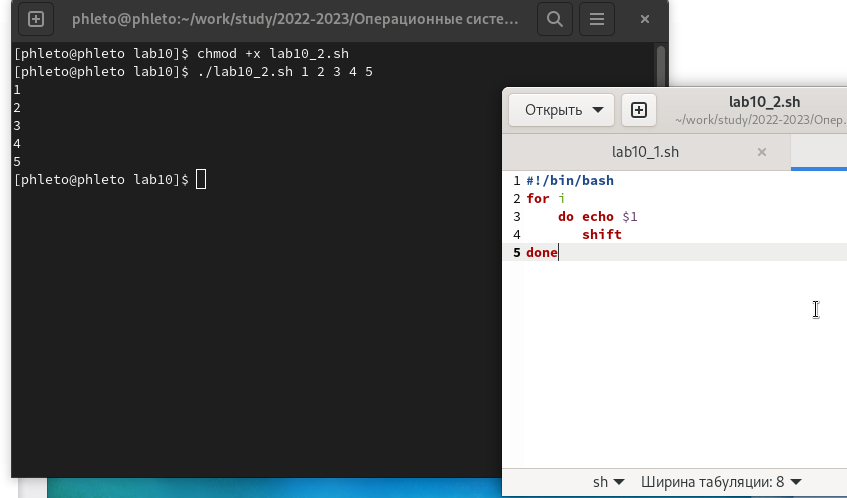 phleto@phleto:~/work/study/2022-2023/Операционные систе...
[phleto@phleto lab10]$ chmod +x lab10_2.sh
[phleto@phleto lab10]$ ./lab10_2.sh 1 2 3 4 5
1
2
3
4
5
[phleto@phleto lab10]$
Открыть
lab10_2.sh
~/work/study/2022-2023/Опер.
lab10_1.sh
1 #!/bin/bash
2 for i
3     do echo $1
4        shift
5 done
sh
Ширина табуляции: 8